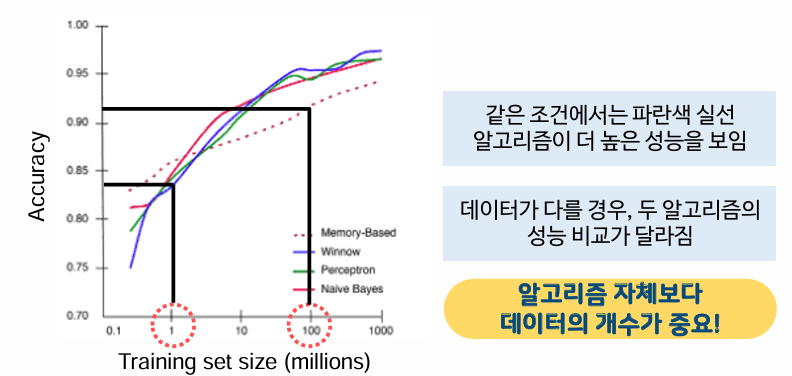 1.00
0.95
0.90
0.85
0.80
0.75
0.70
Accuracy
Memory-Based
Winnow
Perceptron
Naive Bayes
0.1 1 10 100 1000
Training set size (millions)
같은 조건에서는 파란색 실선
알고리즘이 더 높은 성능을 보임
데이터가 다를 경우, 두 알고리즘의
성능 비교가 달라짐
알고리즘 자체보다
데이터의 개수가 중요!